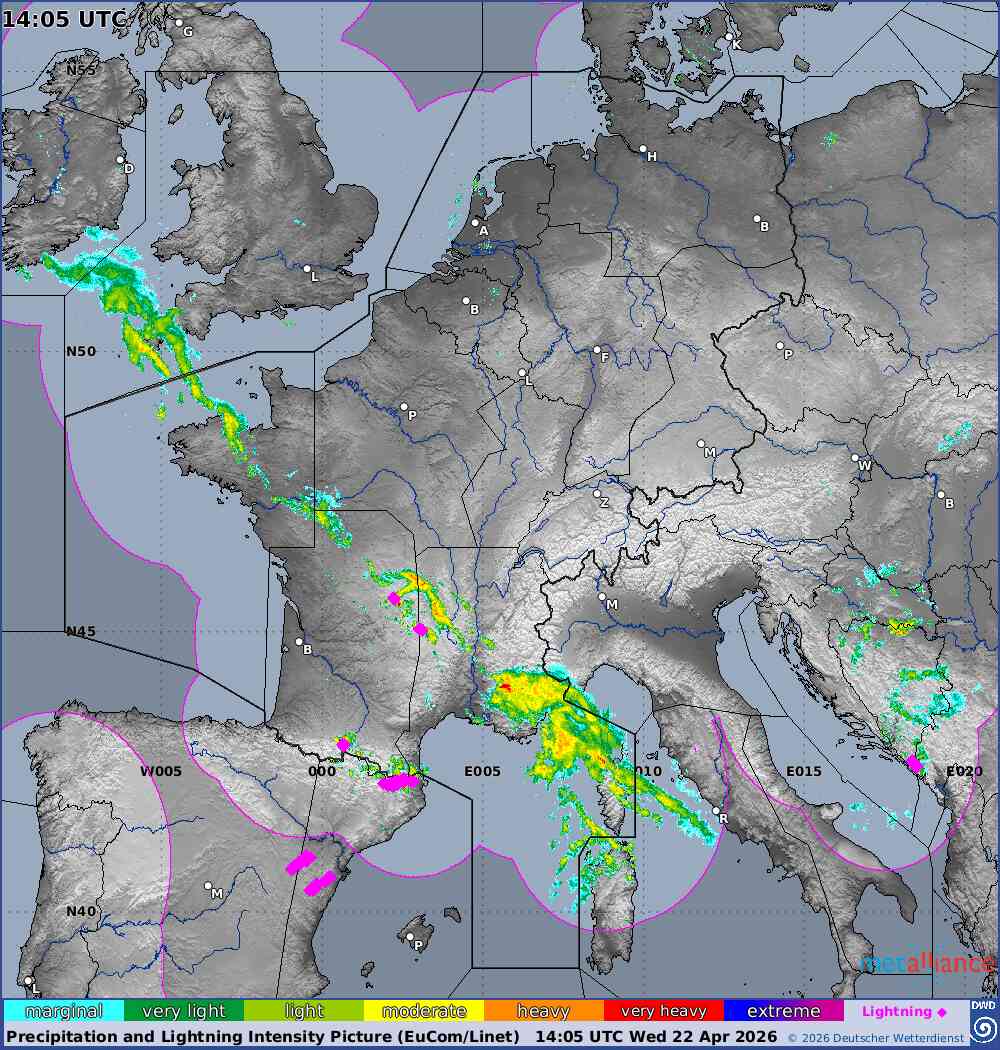 14:05 UTC
G
K
N55
H
D
A
B
L
B
N50
F
P
L
P
M
W
Z
B
M
N45
B
W005
000
E005
E010
E015
E020
R
M
N40
P
L
metalliance
marginal
very light
light
moderate
heavy
very heavy
extreme
Lightning ◆
DWD
Precipitation and Lightning Intensity Picture (EuCom/Linet) 14:05 UTC Wed 22 Apr 2026 © 2026 Deutscher Wetterdienst